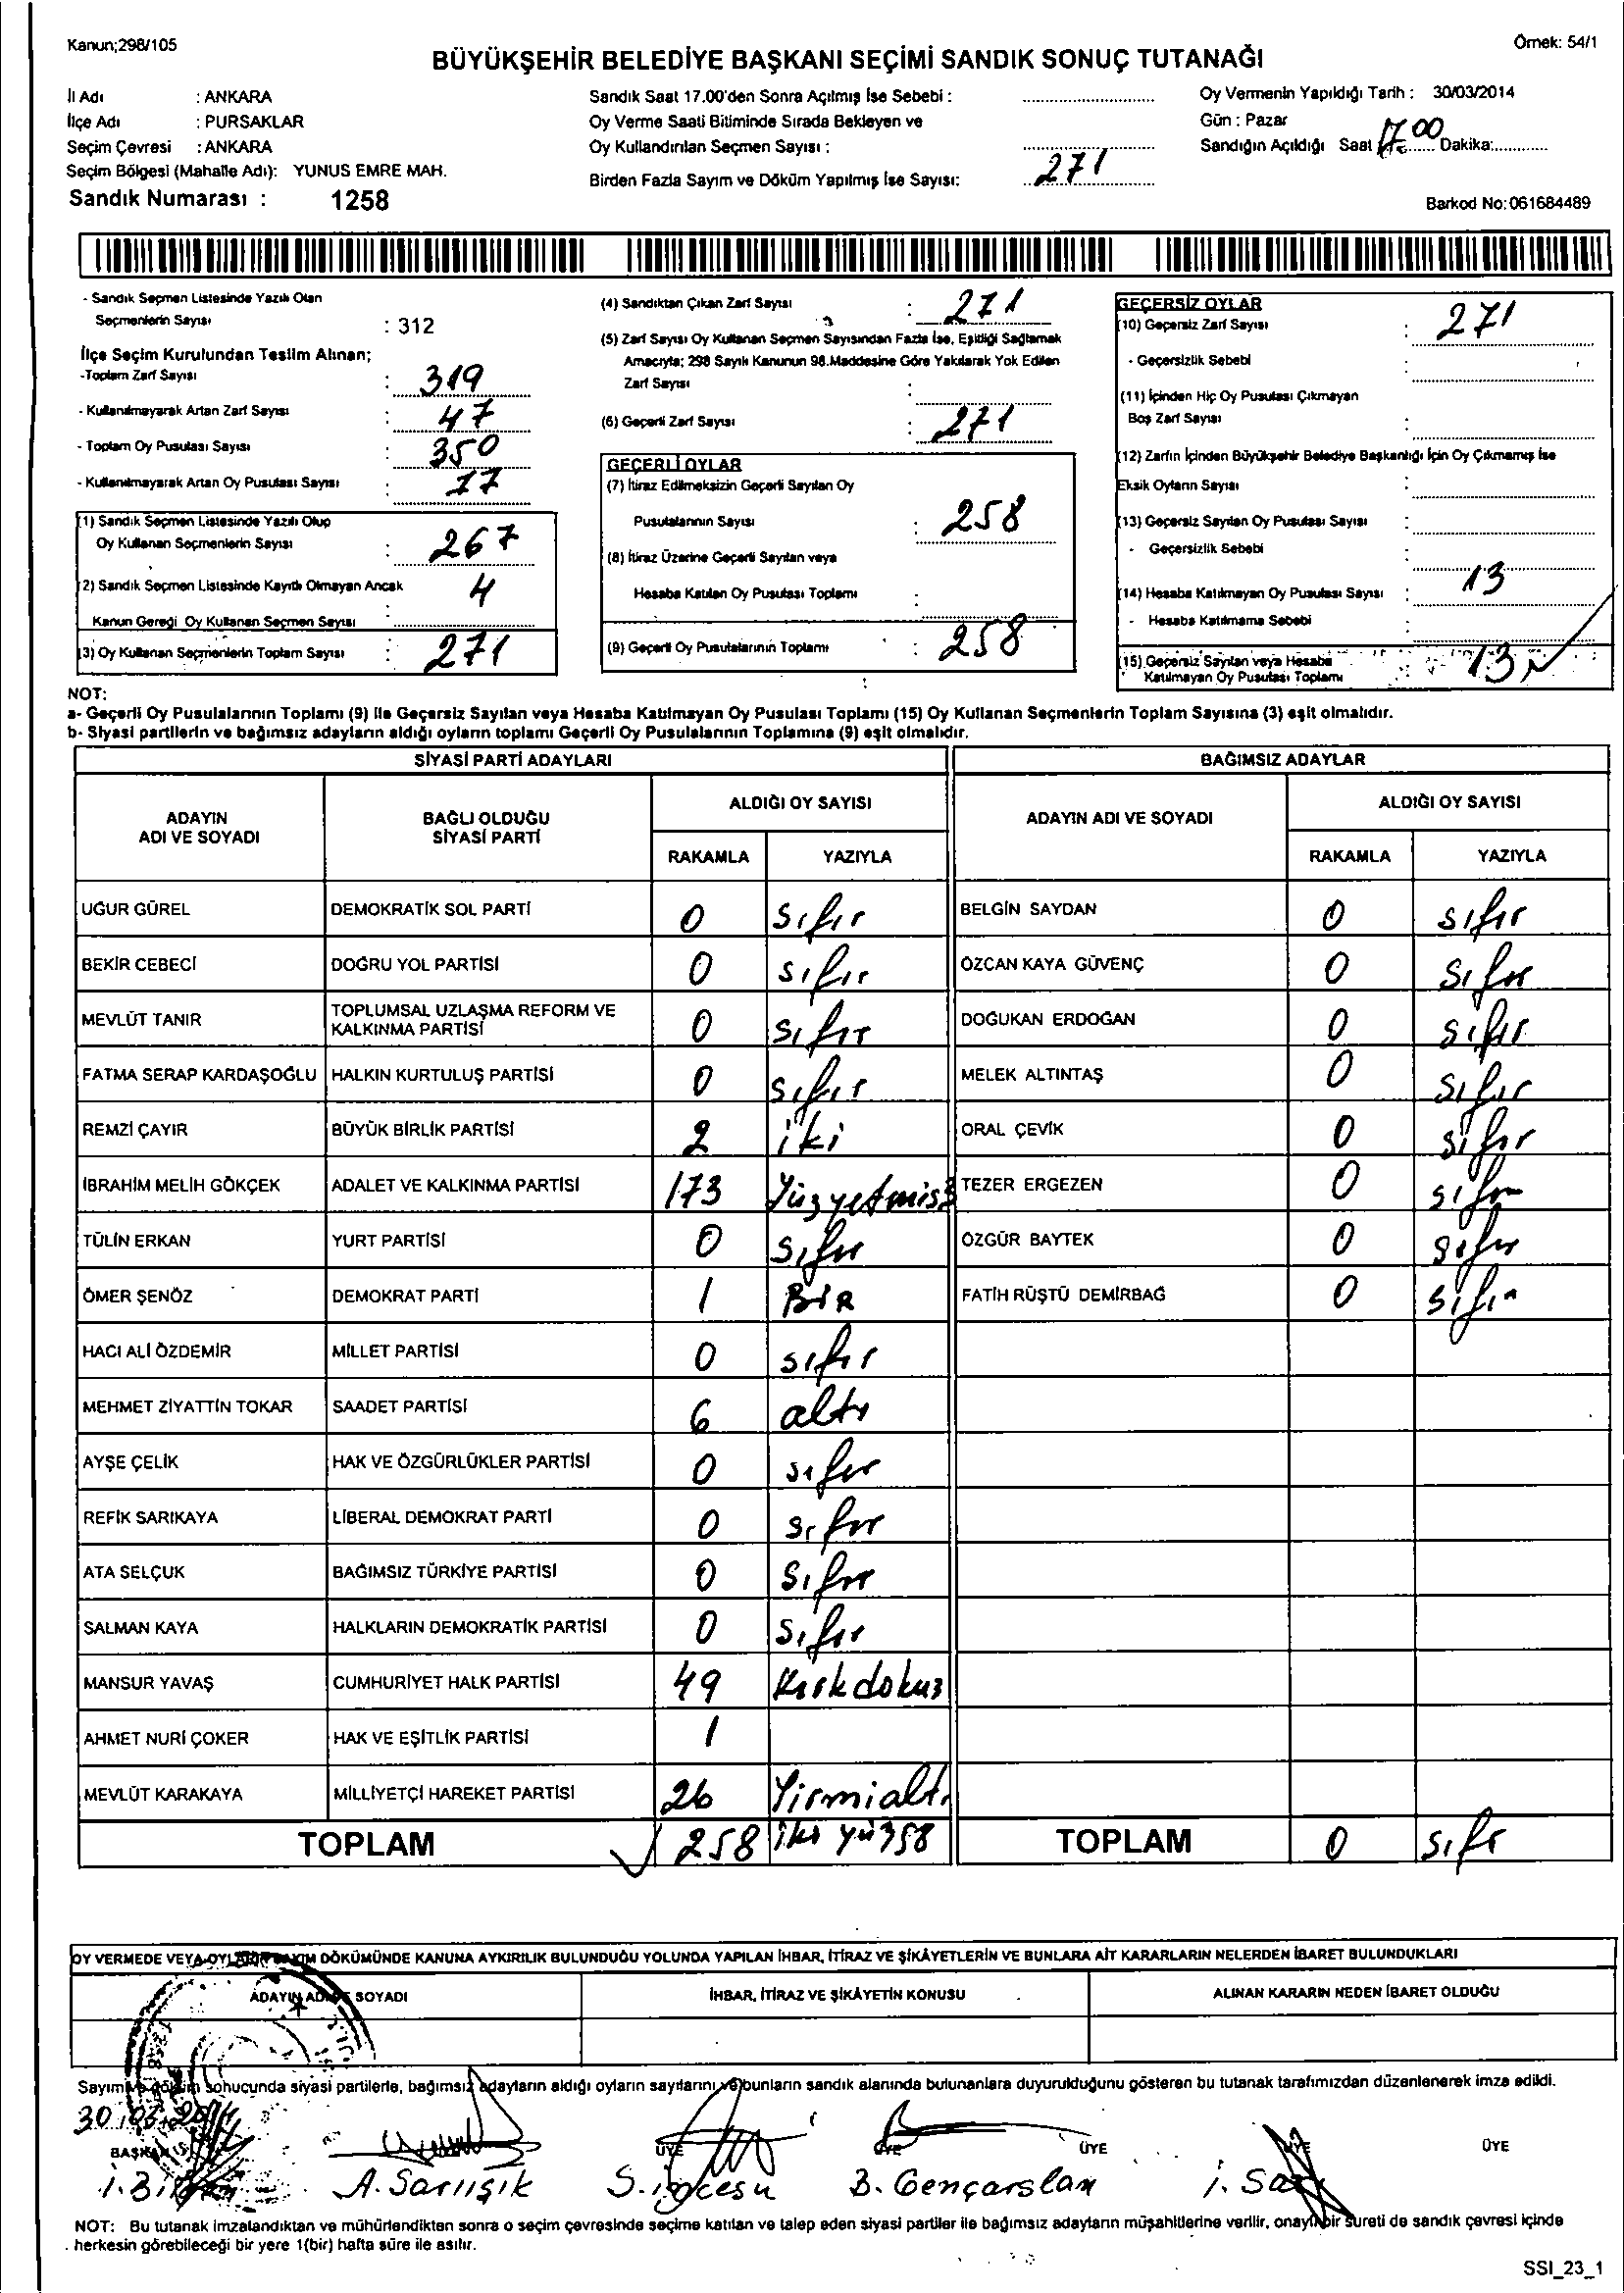 Kanun;298/105
Örnek: 54/1
BÜYÜKŞEHİR BELEDİYE BAŞKANI SEÇİMİ SANDIK SONUÇ TUTANAĞI
İl Adı : ANKARA
İlçe Adı : PURSAKLAR
Seçim Çevresi : ANKARA
Seçim Bölgesi (Mahalle Adı): YUNUS EMRE MAH.
Sandık Numarası : 1258
Sandık Saat 17.00'den Sonra Açılmış İse Sebebi :
Oy Verme Saati Bitiminde Sırada Bekleyen ve
Oy Kullandırılan Seçmen Sayısı :
Birden Fazla Sayım ve Döküm Yapılmış İse Sayısı: 271
Oy Vermenin Yapıldığı Tarih : 30/03/2014
Gün : Pazar
Sandığın Açıldığı Saat 17.00 Dakika:
Barkod No:061684489
- Sandık Seçmen Listesinde Yazılı Olan
Seçmenlerin Sayısı : 312
İlçe Seçim Kurulundan Teslim Alınan;
-Toplam Zarf Sayısı : 319
- Kullanılmayarak Artan Zarf Sayısı : 47
- Toplam Oy Pusulası Sayısı : 350
- Kullanılmayarak Artan Oy Pusulası Sayısı : 77
(1) Sandık Seçmen Listesinde Yazılı Olup
Oy Kullanan Seçmenlerin Sayısı : 267
(2) Sandık Seçmen Listesinde Kayıtlı Olmayan Ancak
Kanun Gereği Oy Kullanan Seçmen Sayısı : 4
(3) Oy Kullanan Seçmenlerin Toplam Sayısı : 271
(4) Sandıktan Çıkan Zarf Sayısı : 271
(5) Zarf Sayısı Oy Kullanan Seçmen Sayısından Fazla İse, Eşitliği Sağlamak
Amacıyla; 298 Sayılı Kanunun 98.Maddesine Göre Yakılarak Yok Edilen
Zarf Sayısı :
(6) Geçerli Zarf Sayısı : 271
GEÇERLİ OYLAR
(7) İtiraz Edilmeksizin Geçerli Sayılan Oy
Pusulalarının Sayısı : 258
(8) İtiraz Üzerine Geçerli Sayılan veya
Hesaba Katılan Oy Pusulası Toplamı :
(9) Geçerli Oy Pusulalarının Toplamı : 258
GEÇERSİZ OYLAR
(10) Geçersiz Zarf Sayısı : 271
- Geçersizlik Sebebi
(11) İçinden Hiç Oy Pusulası Çıkmayan
Boş Zarf Sayısı :
(12) Zarfın İçinden Büyükşehir Belediye Başkanlığı İçin Oy Çıkmamış İse
Eksik Oyların Sayısı :
(13) Geçersiz Sayılan Oy Pusulası Sayısı :
- Geçersizlik Sebebi :
(14) Hesaba Katılmayan Oy Pusulası Sayısı : 13
- Hesaba Katılmama Sebebi :
(15) Geçersiz Sayılan veya Hesaba
Katılmayan Oy Pusulası Toplamı : 13
NOT:
a- Geçerli Oy Pusulalarının Toplamı (9) ile Geçersiz Sayılan veya Hesaba Katılmayan Oy Pusulası Toplamı (15) Oy Kullanan Seçmenlerin Toplam Sayısına (3) eşit olmalıdır.
b- Siyasi partilerin ve bağımsız adayların aldığı oyların toplamı Geçerli Oy Pusulalarının Toplamına (9) eşit olmalıdır.
SİYASİ PARTİ ADAYLARI
BAĞIMSIZ ADAYLAR
ADAYIN
ADI VE SOYADI
BAĞLI OLDUĞU
SİYASİ PARTİ
ALDIĞI OY SAYISI
RAKAMLA YAZIYLA
ADAYIN ADI VE SOYADI
ALDIĞI OY SAYISI
RAKAMLA YAZIYLA
UĞUR GÜREL DEMOKRATİK SOL PARTİ 0 sıfır BELGİN SAYDAN 0 sıfır
BEKİR CEBECİ DOĞRU YOL PARTİSİ 0 sıfır ÖZCAN KAYA GÜVENÇ 0 sıfır
MEVLÜT TANIR TOPLUMSAL UZLAŞMA REFORM VE
KALKINMA PARTİSİ 0 sıfır DOĞUKAN ERDOĞAN 0 sıfır
FATMA SERAP KARDAŞOĞLU HALKIN KURTULUŞ PARTİSİ 0 sıfır MELEK ALTINTAŞ 0 sıfır
REMZİ ÇAYIR BÜYÜK BİRLİK PARTİSİ 2 iki ORAL ÇEVİK 0 sıfır
İBRAHİM MELİH GÖKÇEK ADALET VE KALKINMA PARTİSİ 173 Yüzyetmiş3 TEZER ERGEZEN 0 sıfır
TÜLİN ERKAN YURT PARTİSİ 0 sıfır ÖZGÜR BAYTEK 0 sıfır
ÖMER ŞENÖZ DEMOKRAT PARTİ 1 BİR FATİH RÜŞTÜ DEMİRBAĞ 0 sıfır
HACI ALİ ÖZDEMİR MİLLET PARTİSİ 0 sıfır
MEHMET ZİYATTİN TOKAR SAADET PARTİSİ 6 altı
AYŞE ÇELİK HAK VE ÖZGÜRLÜKLER PARTİSİ 0 sıfır
REFİK SARIKAYA LİBERAL DEMOKRAT PARTİ 0 sıfır
ATA SELÇUK BAĞIMSIZ TÜRKİYE PARTİSİ 0 sıfır
SALMAN KAYA HALKLARIN DEMOKRATİK PARTİSİ 0 sıfır
MANSUR YAVAŞ CUMHURİYET HALK PARTİSİ 49 Kırkdokuz
AHMET NURİ ÇOKER HAK VE EŞİTLİK PARTİSİ 1
MEVLÜT KARAKAYA MİLLİYETÇİ HAREKET PARTİSİ 26 Yirmialtı
TOPLAM 258 iki yüz58 TOPLAM 0 sıfr
OY VERMEDE VEYA DÖKÜMÜNDE KANUNA AYKIRILIK BULUNDUĞU YOLUNDA YAPILAN İHBAR, İTİRAZ VE ŞİKÂYETLERİN VE BUNLARA AİT KARARLARIN NELERDEN İBARET BULUNDUKLARI
ADAYIN ADI VE SOYADI
İHBAR, İTİRAZ VE ŞİKÂYETİN KONUSU
ALINAN KARARIN NEDEN İBARET OLDUĞU
Sayım ve döküm sonucunda siyasi partilerle, bağımsız adayların aldığı oyların sayılarını ve bunların sandık alanında bulunanlara duyurulduğunu gösteren bu tutanak tarafımızdan düzenlenerek imza edildi.
30.03.2014
BAŞKAN ÜYE ÜYE ÜYE ÜYE ÜYE
A. Sarıışık B. Gençarslan
NOT: Bu tutanak imzalandıktan ve mühürlendikten sonra o seçim çevresinde seçime katılan ve talep eden siyasi partiler ile bağımsız adayların müşahitlerine verilir, onaylı bir sureti de sandık çevresi içinde
herkesin görebileceği bir yere 1(bir) hafta süre ile asılır.
SSI_23_1